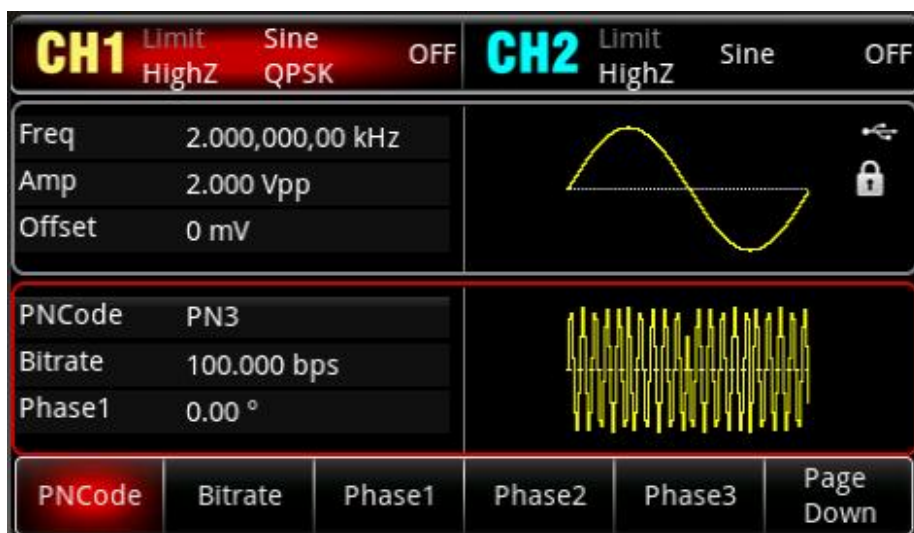 CH1 Limit Sine OFF CH2 Limit Sine OFF
HighZ QPSK HighZ
Freq 2.000,000,00 kHz
Amp 2.000 Vpp
Offset 0 mV
PNCode PN3
Bitrate 100.000 bps
Phase1 0.00 °
PNCode Bitrate Phase1 Phase2 Phase3 Page Down